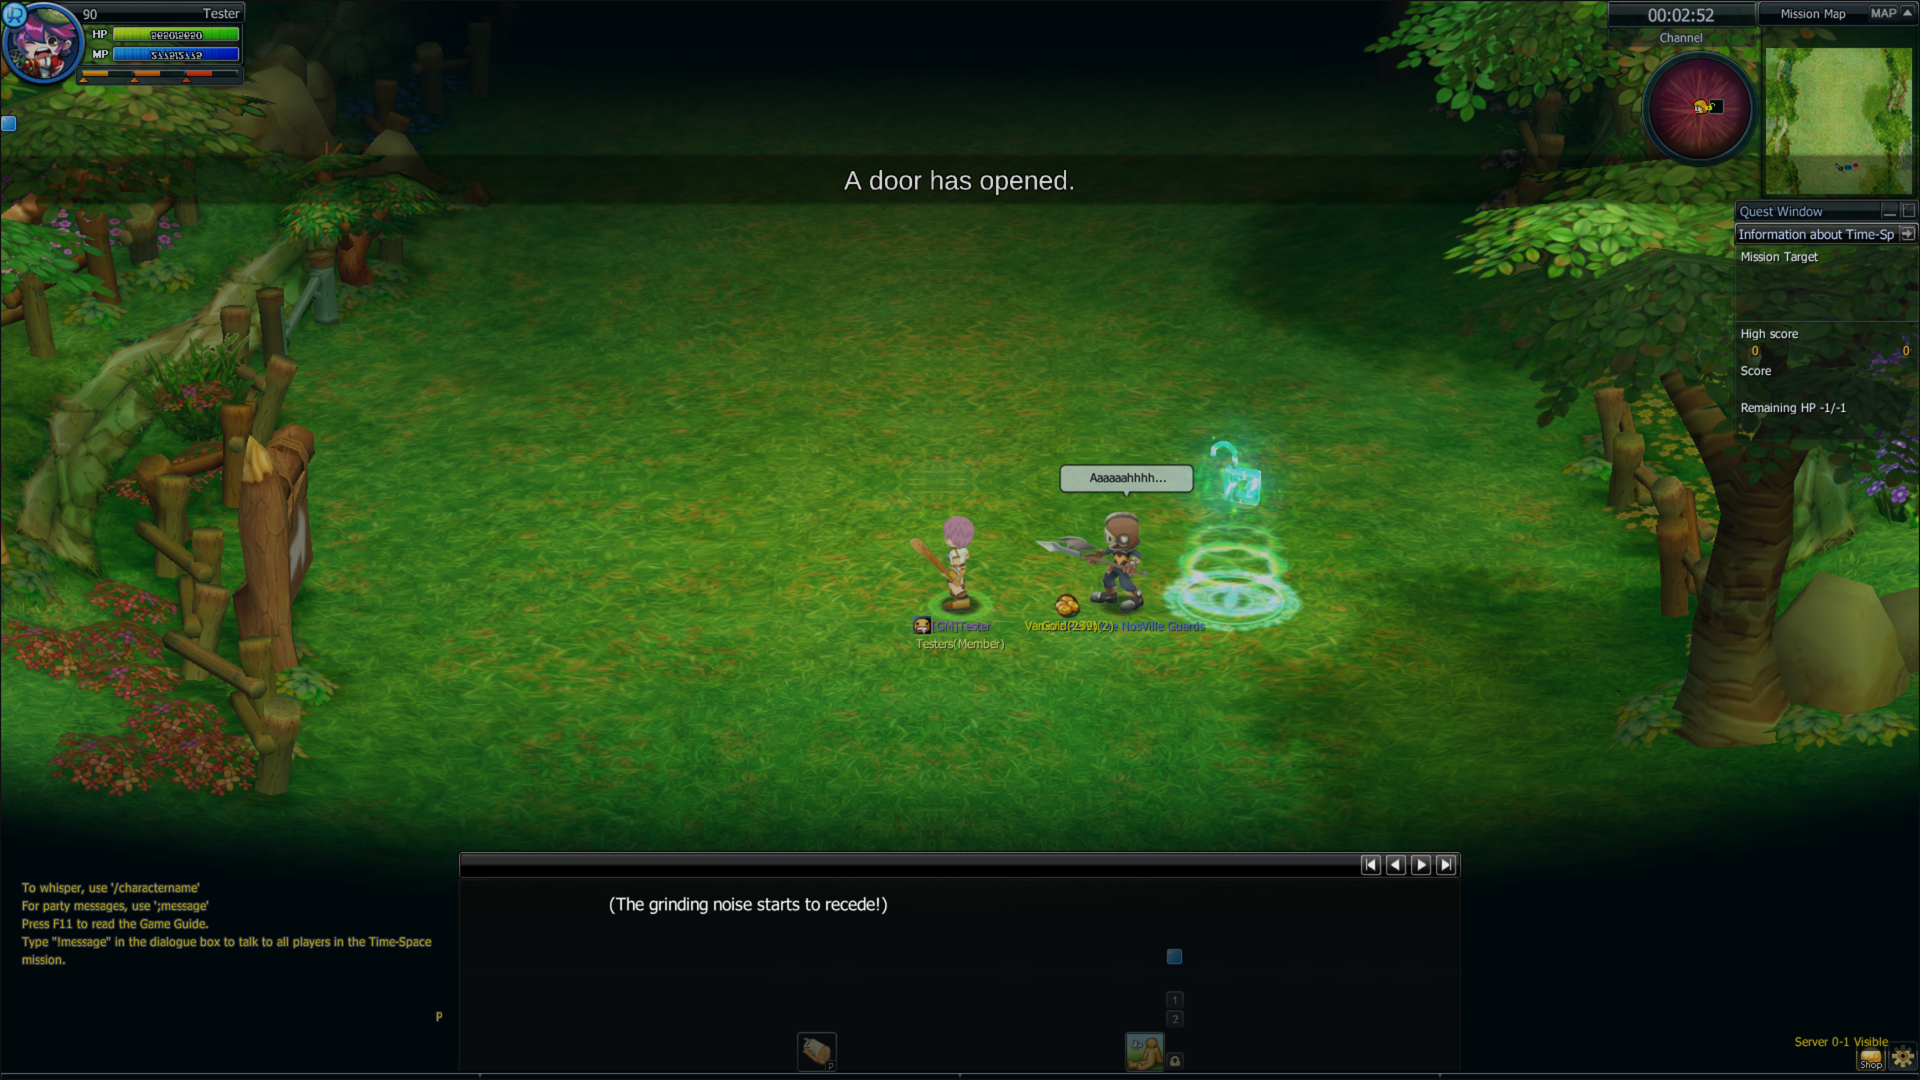 90 Tester
HP
MP
00:02:52
Channel
Mission Map MAP
A door has opened.
Quest Window
Information about Time-Sp
Mission Target
High score
0 0
Score
Remaining HP -1/-1
Aaaaaahhhh...
[GM]Tester
Testers(Member)
NosVille Guards
(The grinding noise starts to recede!)
To whisper, use '/charactername'
For party messages, use ';message'
Press F11 to read the Game Guide.
Type "!message" in the dialogue box to talk to all players in the Time-Space
mission.
P
1
2
P
Server 0-1 Visible
Shop